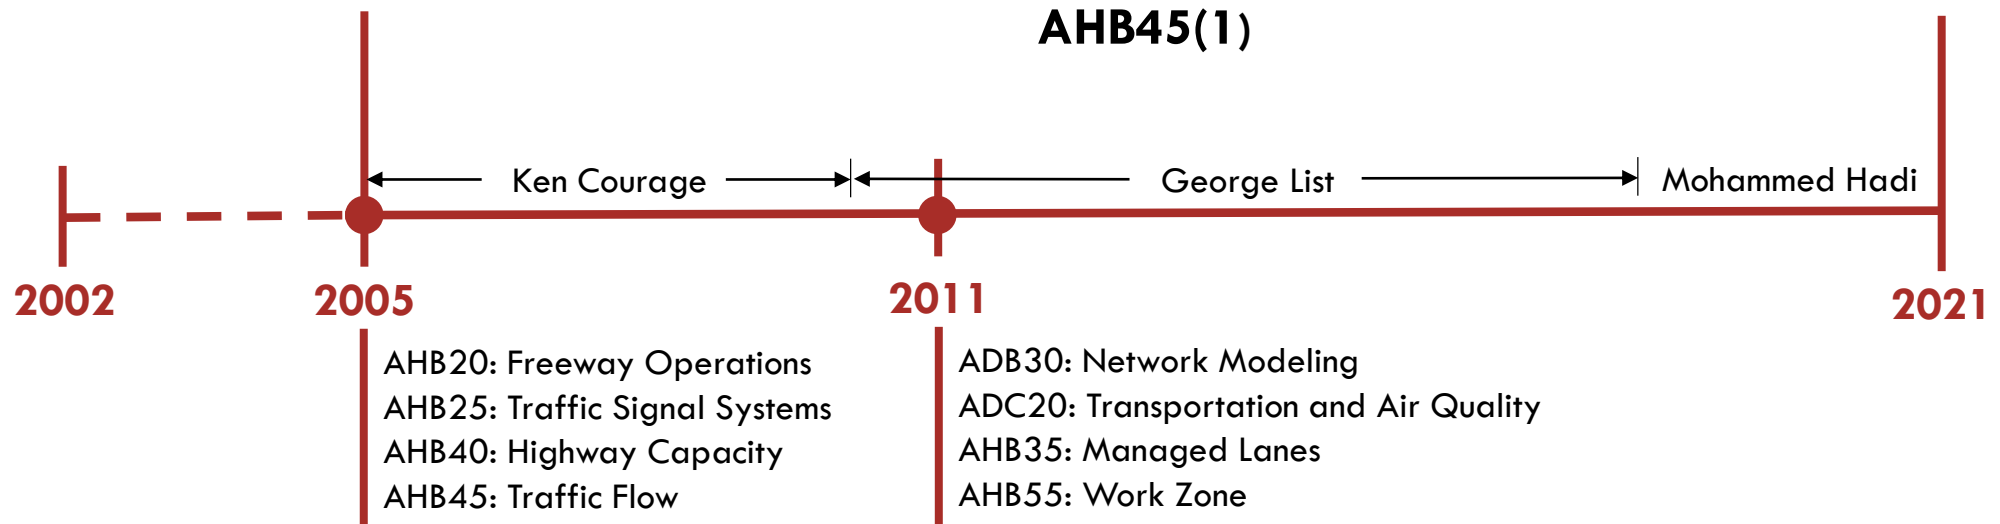 AHB45(1)
Ken Courage
George List
Mohammed Hadi
2002
2005
2011
2021
AHB20: Freeway Operations
AHB25: Traffic Signal Systems
AHB40: Highway Capacity
AHB45: Traffic Flow
ADB30: Network Modeling
ADC20: Transportation and Air Quality
AHB35: Managed Lanes
AHB55: Work Zone